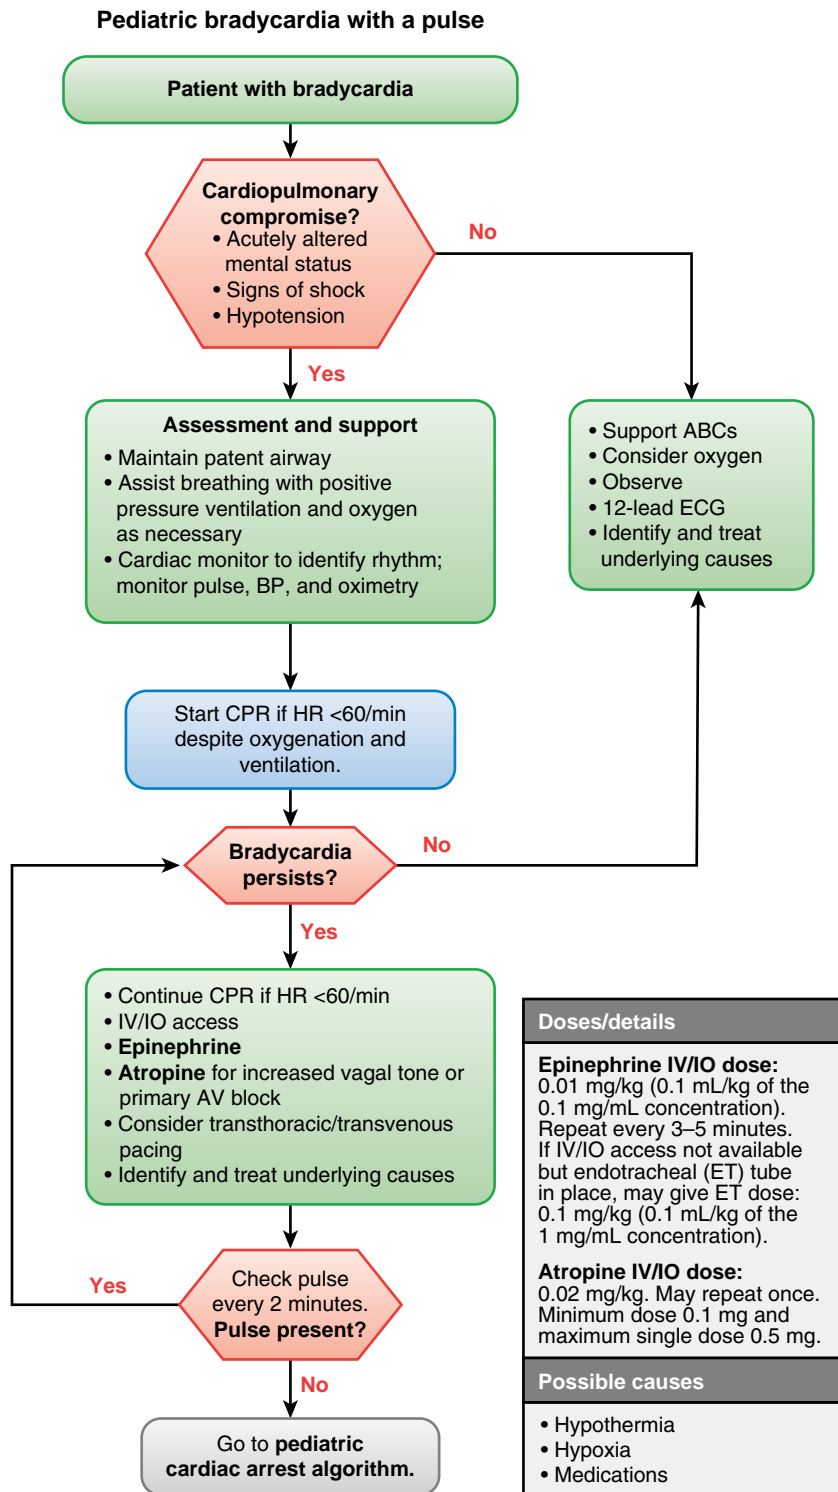 Pediatric bradycardia with a pulse
Patient with bradycardia
Cardiopulmonary
compromise?
• Acutely altered
mental status
• Signs of shock
• Hypotension
No
Yes
Assessment and support
• Maintain patent airway
• Assist breathing with positive
pressure ventilation and oxygen
as necessary
• Cardiac monitor to identify rhythm;
monitor pulse, BP, and oximetry
• Support ABCs
• Consider oxygen
• Observe
• 12-lead ECG
• Identify and treat
underlying causes
Start CPR if HR <60/min
despite oxygenation and
ventilation.
Bradycardia
persists?
No
Yes
• Continue CPR if HR <60/min
• IV/IO access
• Epinephrine
• Atropine for increased vagal tone or
primary AV block
• Consider transthoracic/transvenous
pacing
• Identify and treat underlying causes
Yes
Check pulse
every 2 minutes.
Pulse present?
No
Go to pediatric
cardiac arrest algorithm.
Doses/details
Epinephrine IV/IO dose:
0.01 mg/kg (0.1 mL/kg of the
0.1 mg/mL concentration).
Repeat every 3–5 minutes.
If IV/IO access not available
but endotracheal (ET) tube
in place, may give ET dose:
0.1 mg/kg (0.1 mL/kg of the
1 mg/mL concentration).
Atropine IV/IO dose:
0.02 mg/kg. May repeat once.
Minimum dose 0.1 mg and
maximum single dose 0.5 mg.
Possible causes
• Hypothermia
• Hypoxia
• Medications